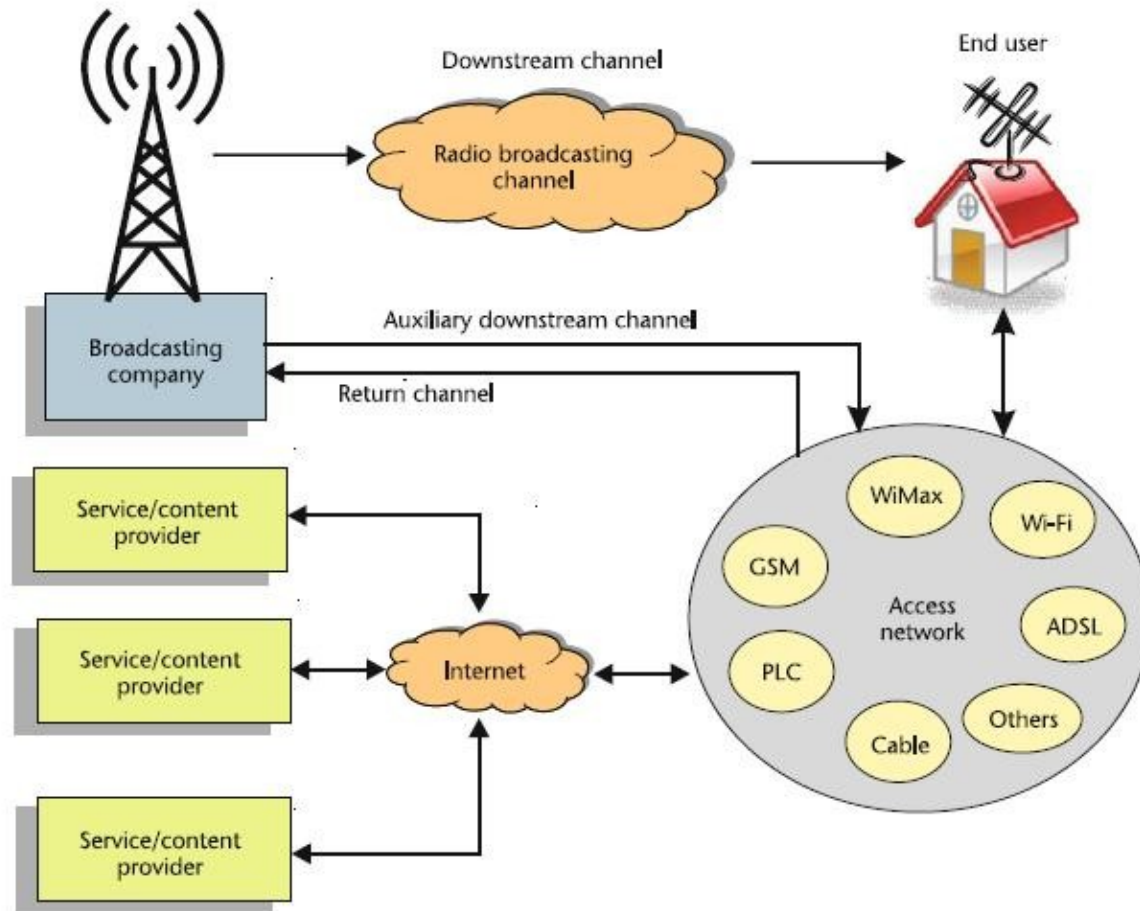 End user
Downstream channel
Radio broadcasting
channel
Auxiliary downstream channel
Broadcasting
company
Return channel
Service/content
provider
WiMax
Wi-Fi
GSM
Access
network
ADSL
Service/content
provider
Internet
PLC
Others
Cable
Service/content
provider